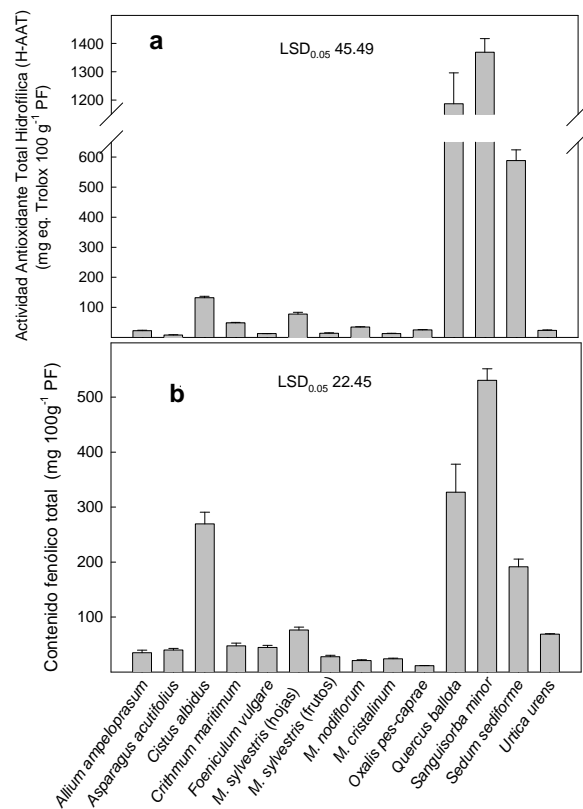 Actividad Antioxidante Total Hidrofílica (H-AAT)
(mg eq. Trolox 100 g-1 PF)
a
LSD0.05 45.49
1400
1300
1200
600
500
400
300
200
100
Contenido fenólico total (mg 100g-1 PF)
b
LSD0.05 22.45
500
400
300
200
100
Allium ampeloprasum
Asparagus acutifolius
Cistus albidus
Crithmum maritimum
Foeniculum vulgare
M. sylvestris (hojas)
M. sylvestris (frutos)
M. nodiflorum
M. cristalinum
Oxalis pes-caprae
Quercus ballota
Sanguisorba minor
Sedum sediforme
Urtica urens